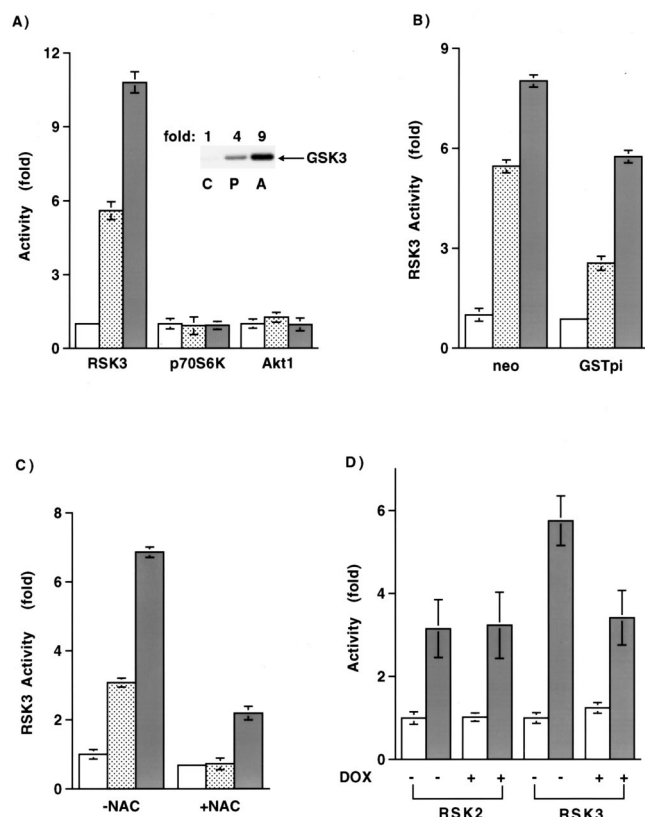 A)
12
9
6
3
0
Activity (fold)
fold: 1 4 9
GSK3
C P A
RSK3 p70S6K Akt1
B)
9
6
3
0
RSK3 Activity (fold)
neo GSTpi
C)
8
6
4
2
0
RSK3 Activity (fold)
-NAC +NAC
D)
6
4
2
0
Activity (fold)
DOX - - + + - - + +
RSK2 RSK3